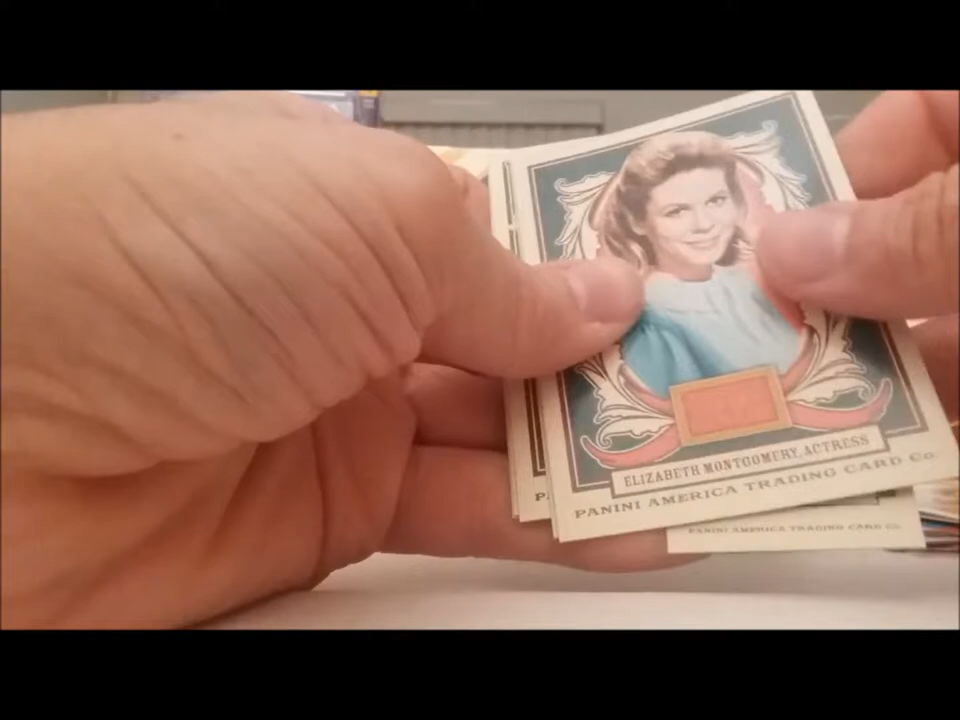 ELIZABETH MONTGOMERY, ACTRESS
PANINI AMERICA TRADING CARD CO.
P
PANINI AMERICA TRADING CARD CO.